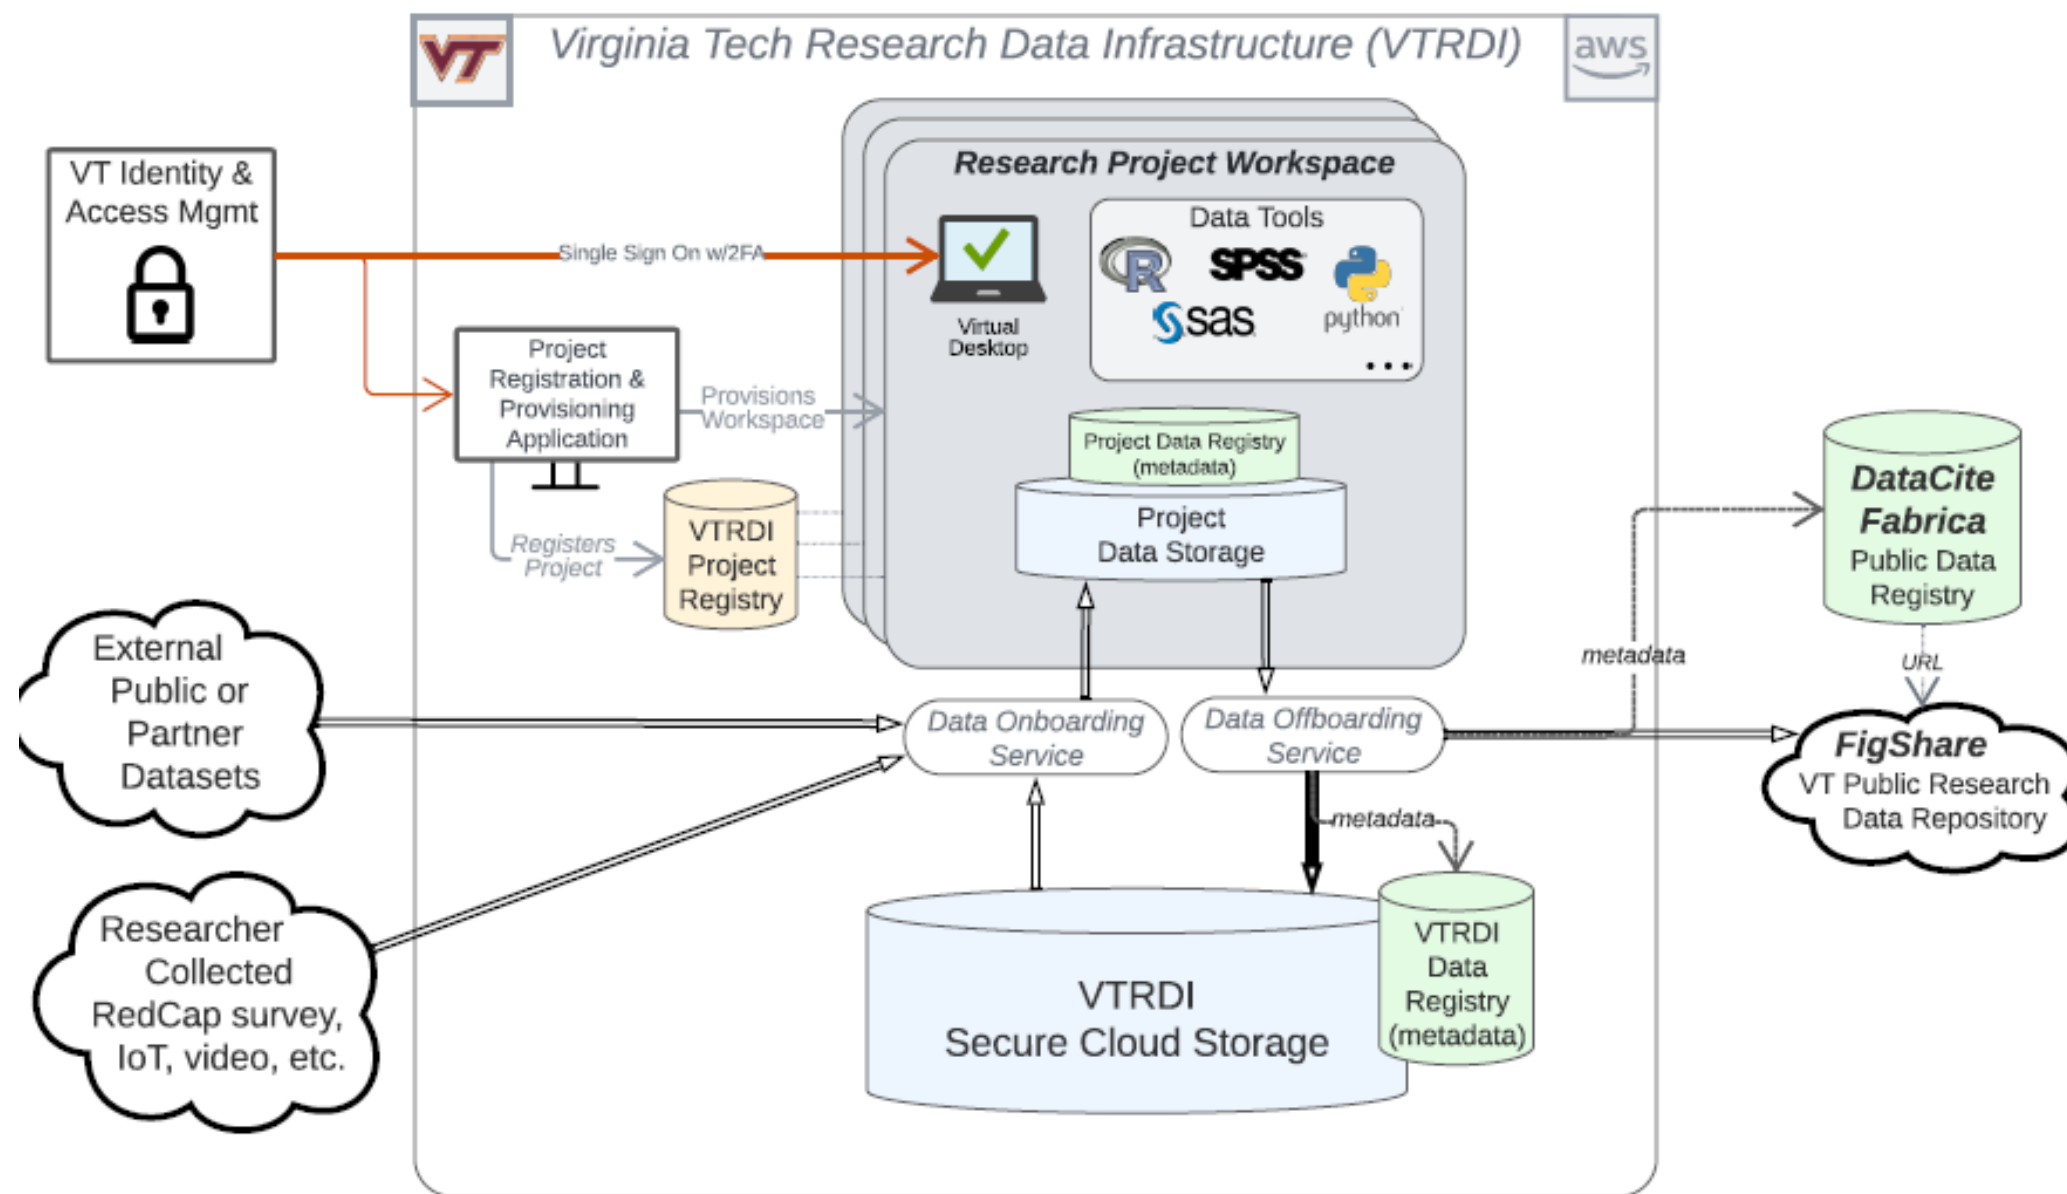 VT
Virginia Tech Research Data Infrastructure (VTRDI)
aws
VT Identity &
Access Mgmt
Single Sign On w/2FA
Research Project Workspace
Virtual
Desktop
Data Tools
R
SPSS
sas
python
...
Project
Registration &
Provisioning
Application
Provisions
Workspace
Registers
Project
VTRDI
Project
Registry
Project Data Registry
(metadata)
Project
Data Storage
DataCite
Fabrica
Public Data
Registry
metadata
URL
External
Public or
Partner
Datasets
Data Onboarding
Service
Data Offboarding
Service
FigShare
VT Public Research
Data Repository
metadata
Researcher
Collected
RedCap survey,
IoT, video, etc.
VTRDI
Secure Cloud Storage
VTRDI
Data
Registry
(metadata)